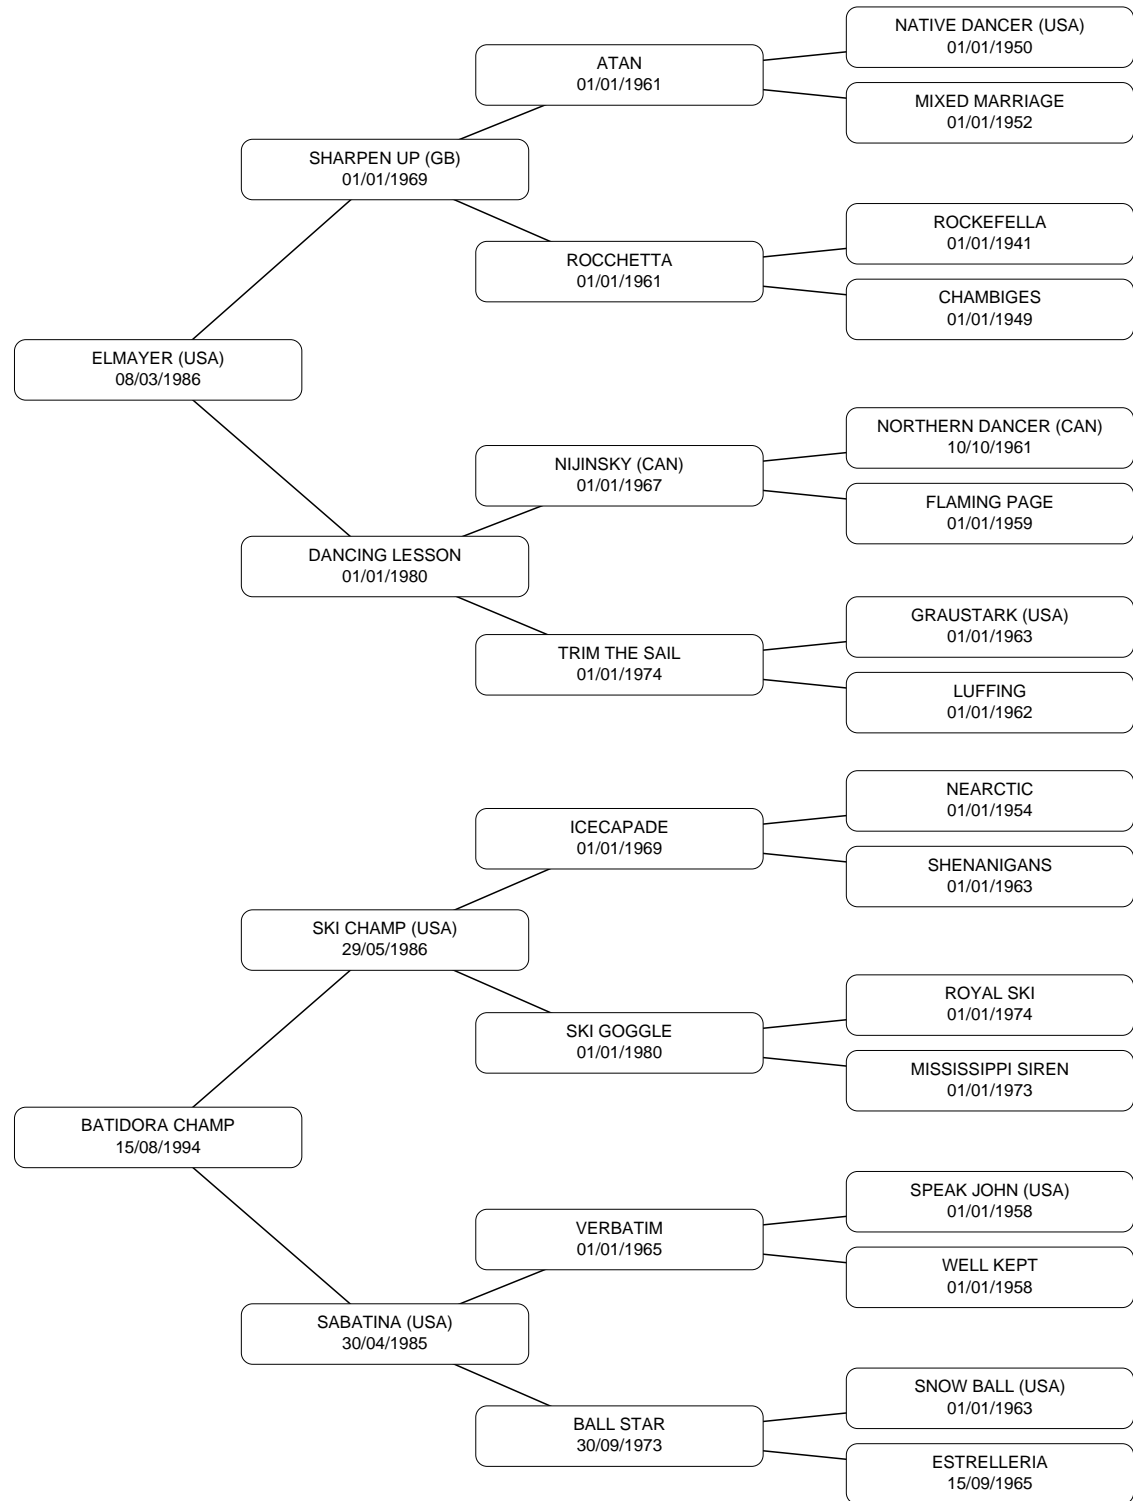 NATIVE DANCER (USA)
01/01/1950
ATAN
01/01/1961
MIXED MARRIAGE
01/01/1952
SHARPEN UP (GB)
01/01/1969
ROCKEFELLA
01/01/1941
ROCCHETTA
01/01/1961
CHAMBIGES
01/01/1949
ELMAYER (USA)
08/03/1986
NORTHERN DANCER (CAN)
10/10/1961
NIJINSKY (CAN)
01/01/1967
FLAMING PAGE
01/01/1959
DANCING LESSON
01/01/1980
GRAUSTARK (USA)
01/01/1963
TRIM THE SAIL
01/01/1974
LUFFING
01/01/1962
NEARCTIC
01/01/1954
ICECAPADE
01/01/1969
SHENANIGANS
01/01/1963
SKI CHAMP (USA)
29/05/1986
ROYAL SKI
01/01/1974
SKI GOGGLE
01/01/1980
MISSISSIPPI SIREN
01/01/1973
BATIDORA CHAMP
15/08/1994
SPEAK JOHN (USA)
01/01/1958
VERBATIM
01/01/1965
WELL KEPT
01/01/1958
SABATINA (USA)
30/04/1985
SNOW BALL (USA)
01/01/1963
BALL STAR
30/09/1973
ESTRELLERIA
15/09/1965